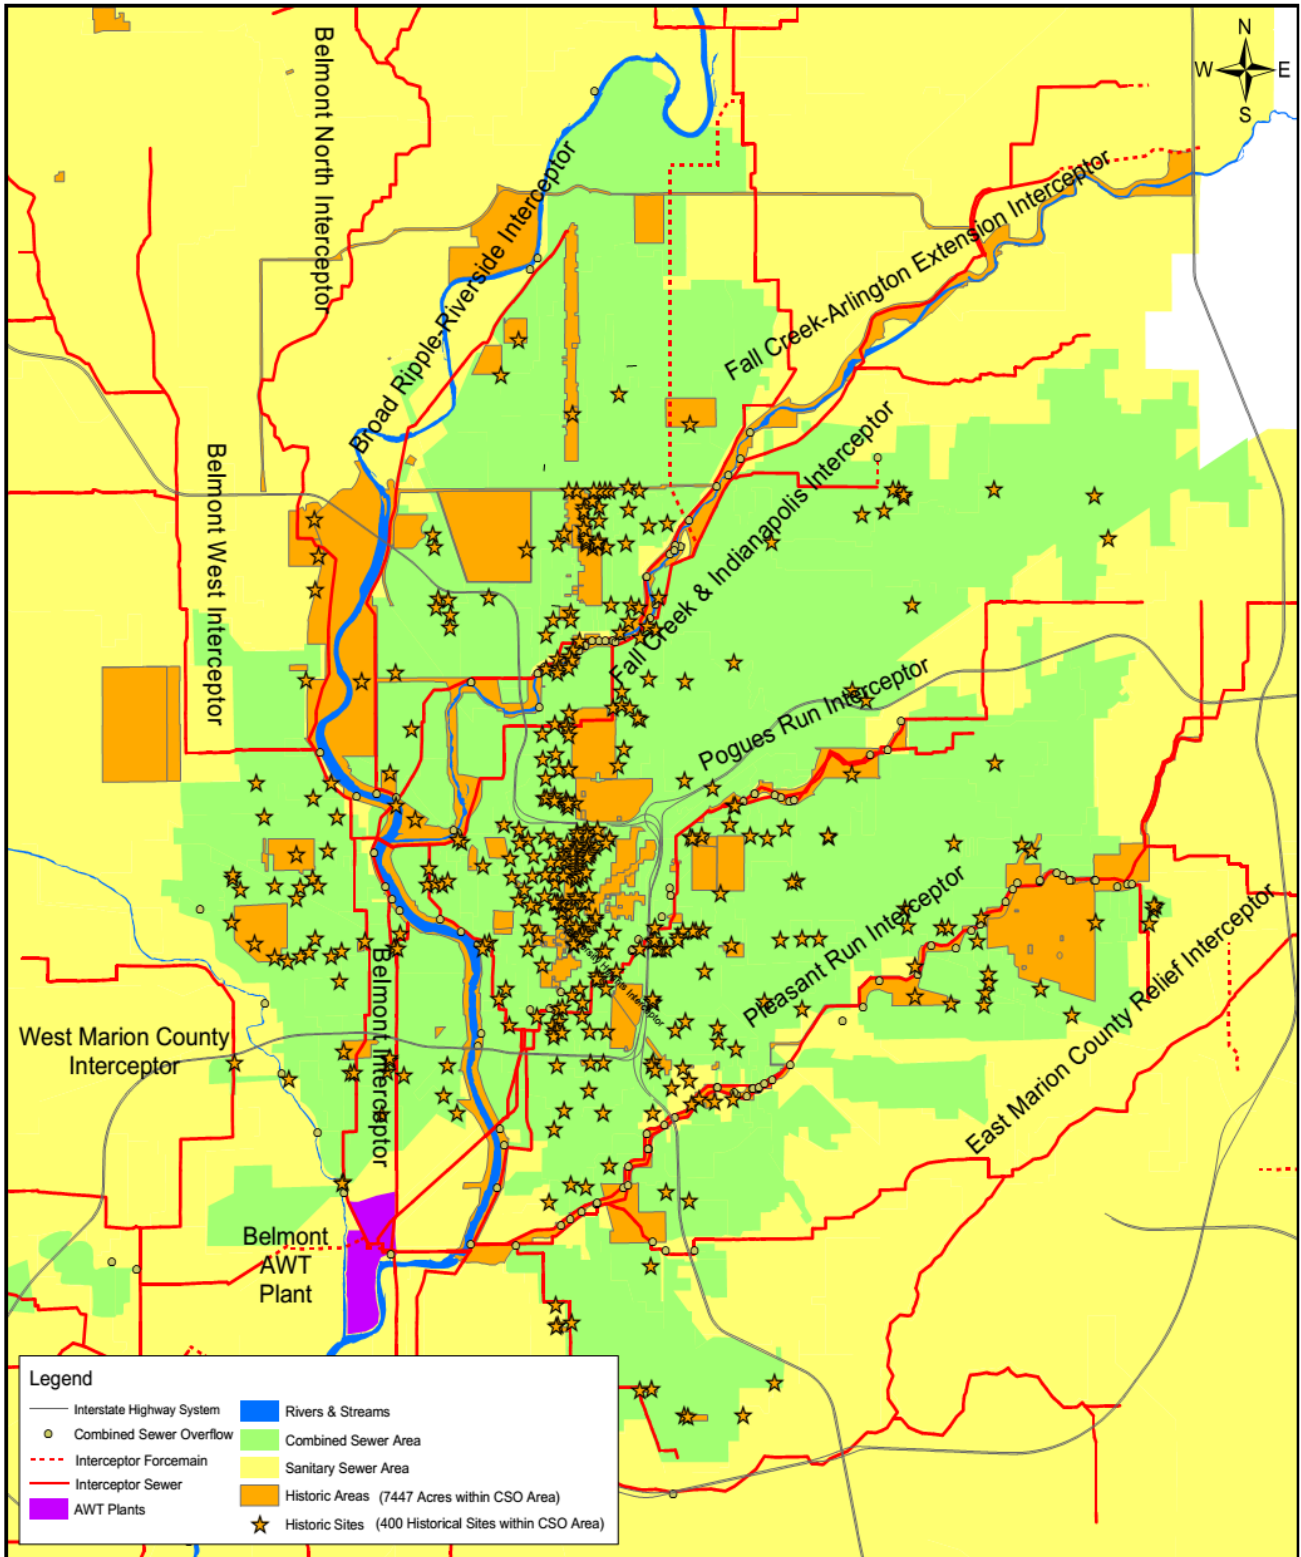 N
W E
S
Belmont North Interceptor
Broad Ripple-Riverside Interceptor
Fall Creek-Arlington Extension Interceptor
Belmont West Interceptor
Fall Creek & Indianapolis Interceptor
Pogues Run Interceptor
Pleasant Run Interceptor
East Marion County Relief Interceptor
Interceptor
West Marion County
Interceptor
Belmont Interceptor
Belmont
AWT
Plant
Legend
Interstate Highway System
Combined Sewer Overflow
Interceptor Forcemain
Interceptor Sewer
AWT Plants
Rivers & Streams
Combined Sewer Area
Sanitary Sewer Area
Historic Areas (7447 Acres within CSO Area)
Historic Sites (400 Historical Sites within CSO Area)